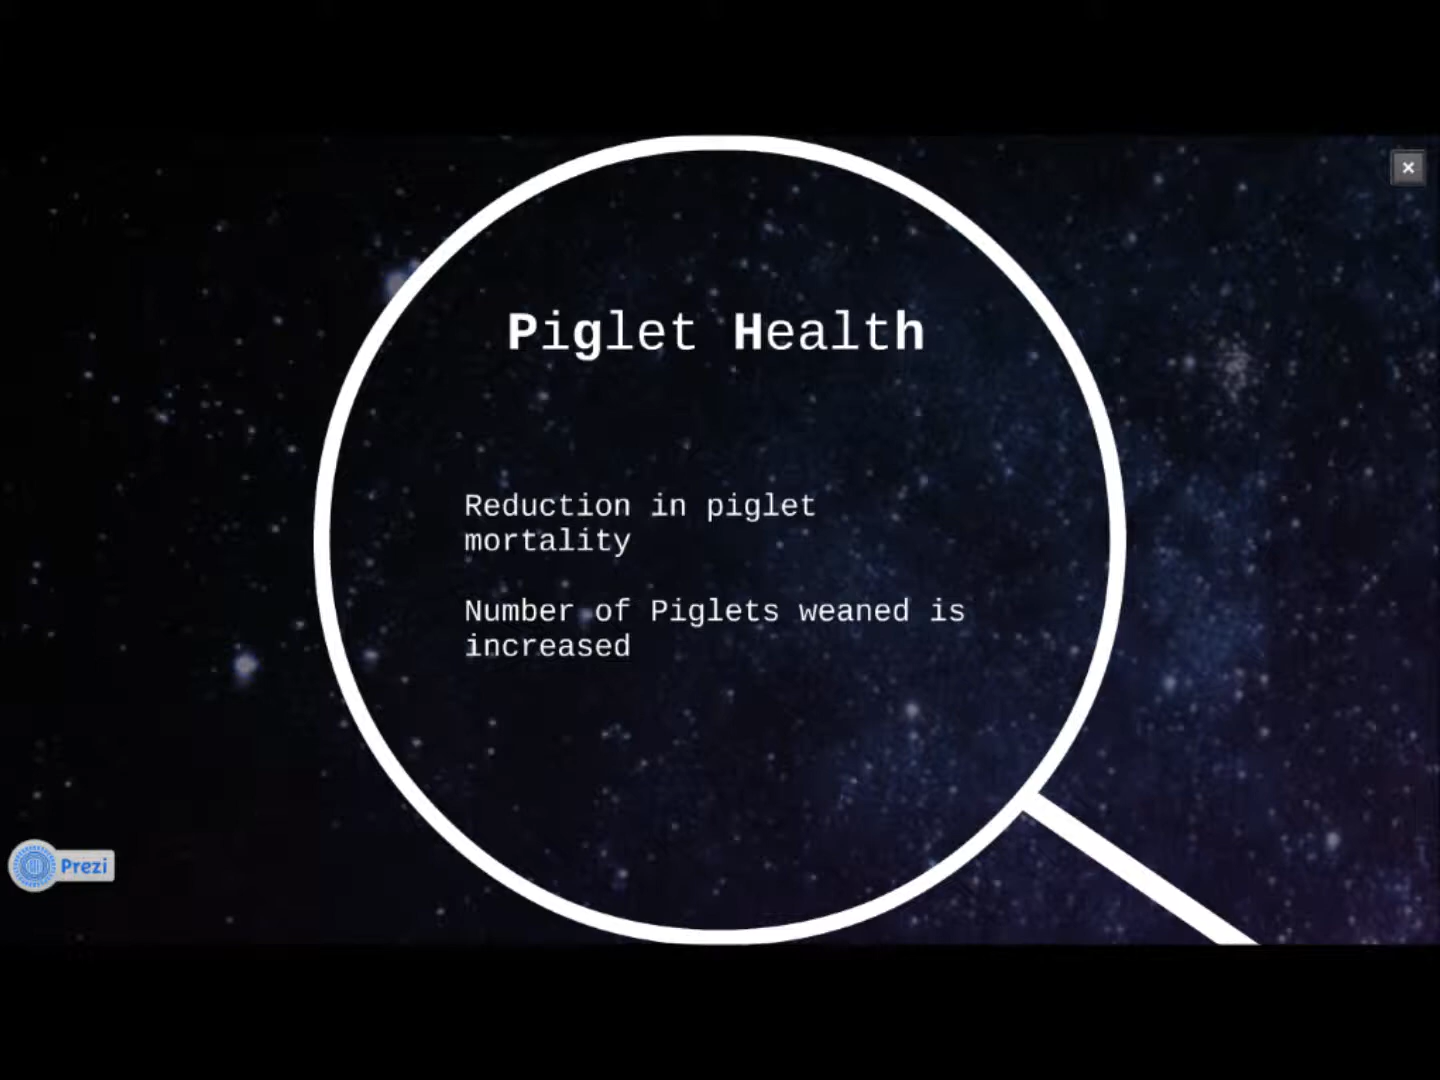 Piglet Health
Reduction in piglet
mortality
Number of Piglets weaned is
increased
Prezi